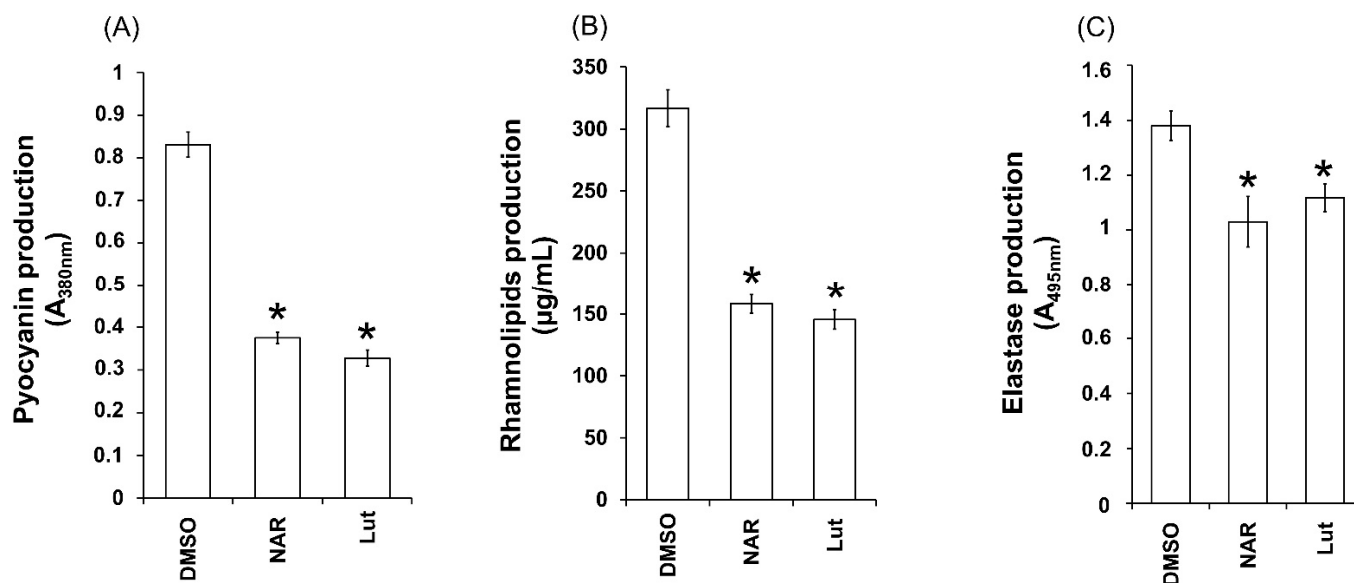 (A)
Pyocyanin production
(A380nm)
1
0.9
0.8
0.7
0.6
0.5
0.4
0.3
0.2
0.1
0
*
*
DMSO
NAR
Lut
(B)
Rhamnolipids production
(µg/mL)
350
300
250
200
150
100
50
0
*
*
DMSO
NAR
Lut
(C)
Elastase production
(A495nm)
1.6
1.4
1.2
1
0.8
0.6
0.4
0.2
0
*
*
DMSO
NAR
Lut